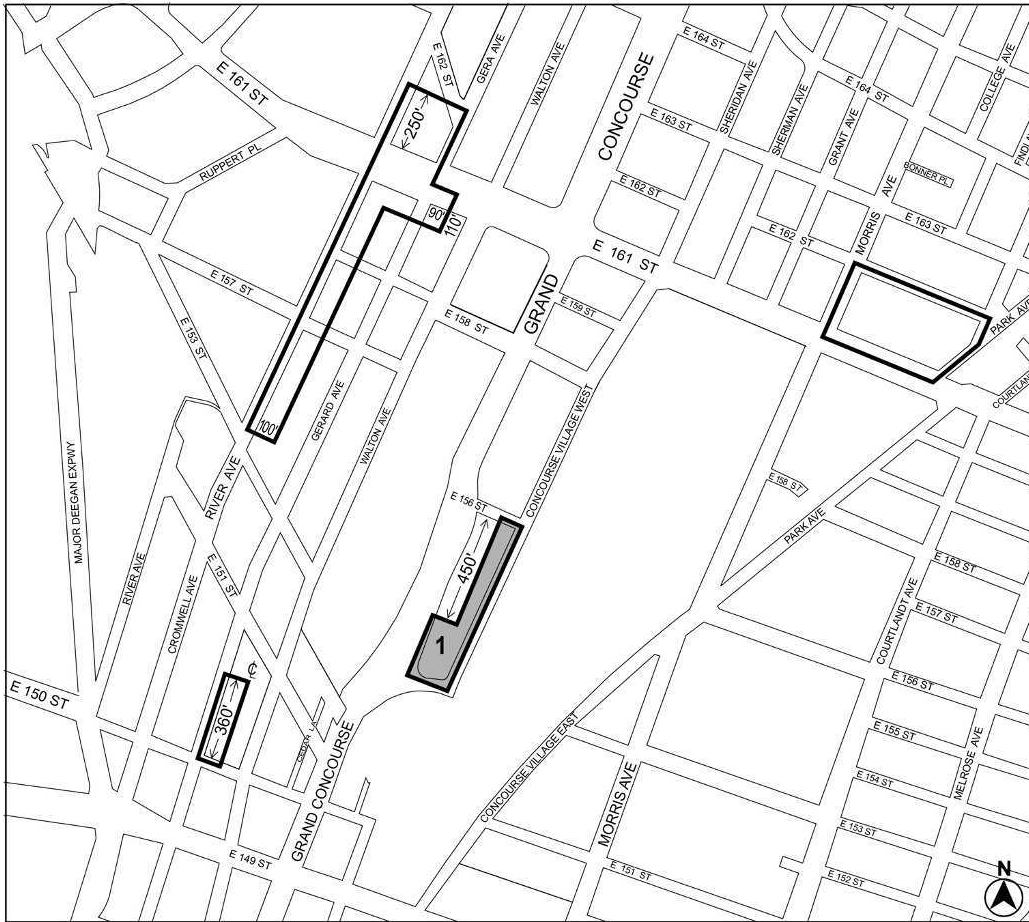 E 164 ST
COLLEGE AVE
E 162 ST
GERA AVE
WALTON AVE
CONCOURSE
SHERIDAN AVE
E 161 ST
E 164 ST
SHERMAN AVE
GRANT AVE
250'
E 163 ST
RUPPERT PL
BONNER PL
E 162 ST
AVE
MORRIS
E 163 ST
90'
110'
E 162 ST
E 161 ST
E 157 ST
GRAND
E 159 ST
PARK AVE
E 158 ST
E 153 ST
GERARD AVE
WALTON AVE
CONCOURSE VILLAGE WEST
100'
RIVER AVE
MAJOR DEEGAN EXPWY
E 156 ST
E 158 ST
PARK AVE
450'
E 158 ST
RIVER AVE
CROMWELL AVE
E 151 ST
E 157 ST
COURTLANDT AVE
1
E 156 ST
E 150 ST
360'
CEDAR LA
GRAND CONCOURSE
CONCOURSE VILLAGE EAST
MORRIS AVE
E 155 ST
MELROSE AVE
E 154 ST
E 153 ST
E 149 ST
E 151 ST
E 152 ST
N